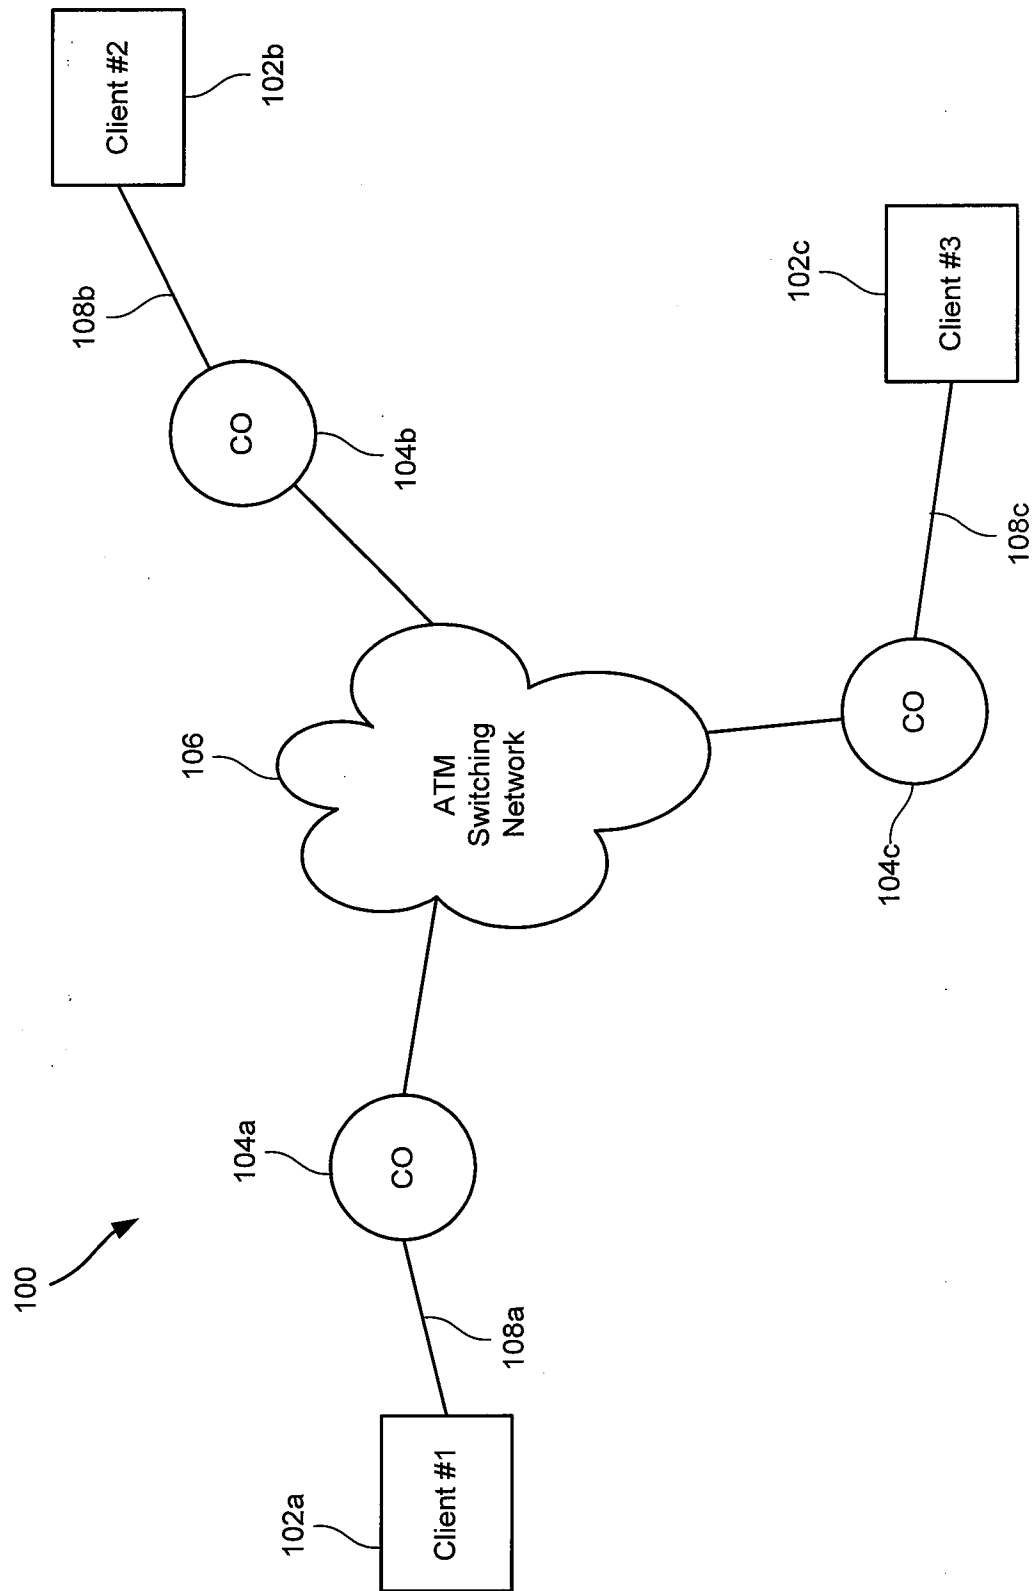 100
102a
Client #1
108a
104a
CO
106
ATM
Switching
Network
CO
104b
108b
Client #2
102b
104c
CO
108c
102c
Client #3